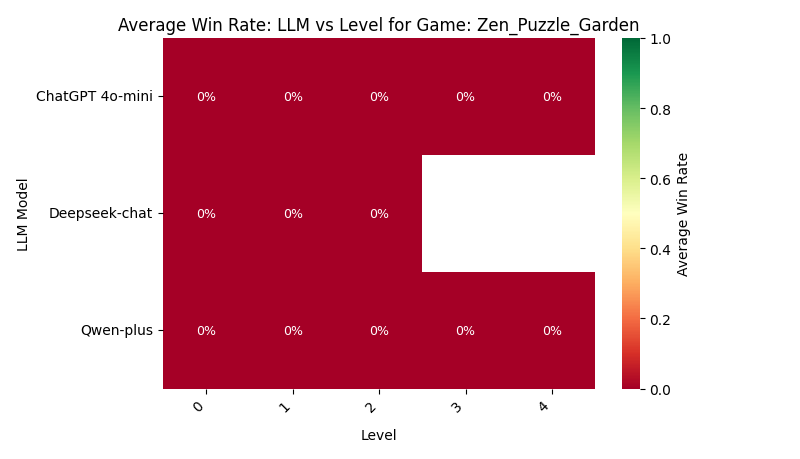 Average Win Rate: LLM vs Level for Game: Zen_Puzzle_Garden
LLM Model
ChatGPT 4o-mini
0% 0% 0% 0% 0%
Deepseek-chat
0% 0% 0%
Qwen-plus
0% 0% 0% 0% 0%
0 1 2 3 4
Level
1.0
0.8
0.6
0.4
0.2
0.0
Average Win Rate